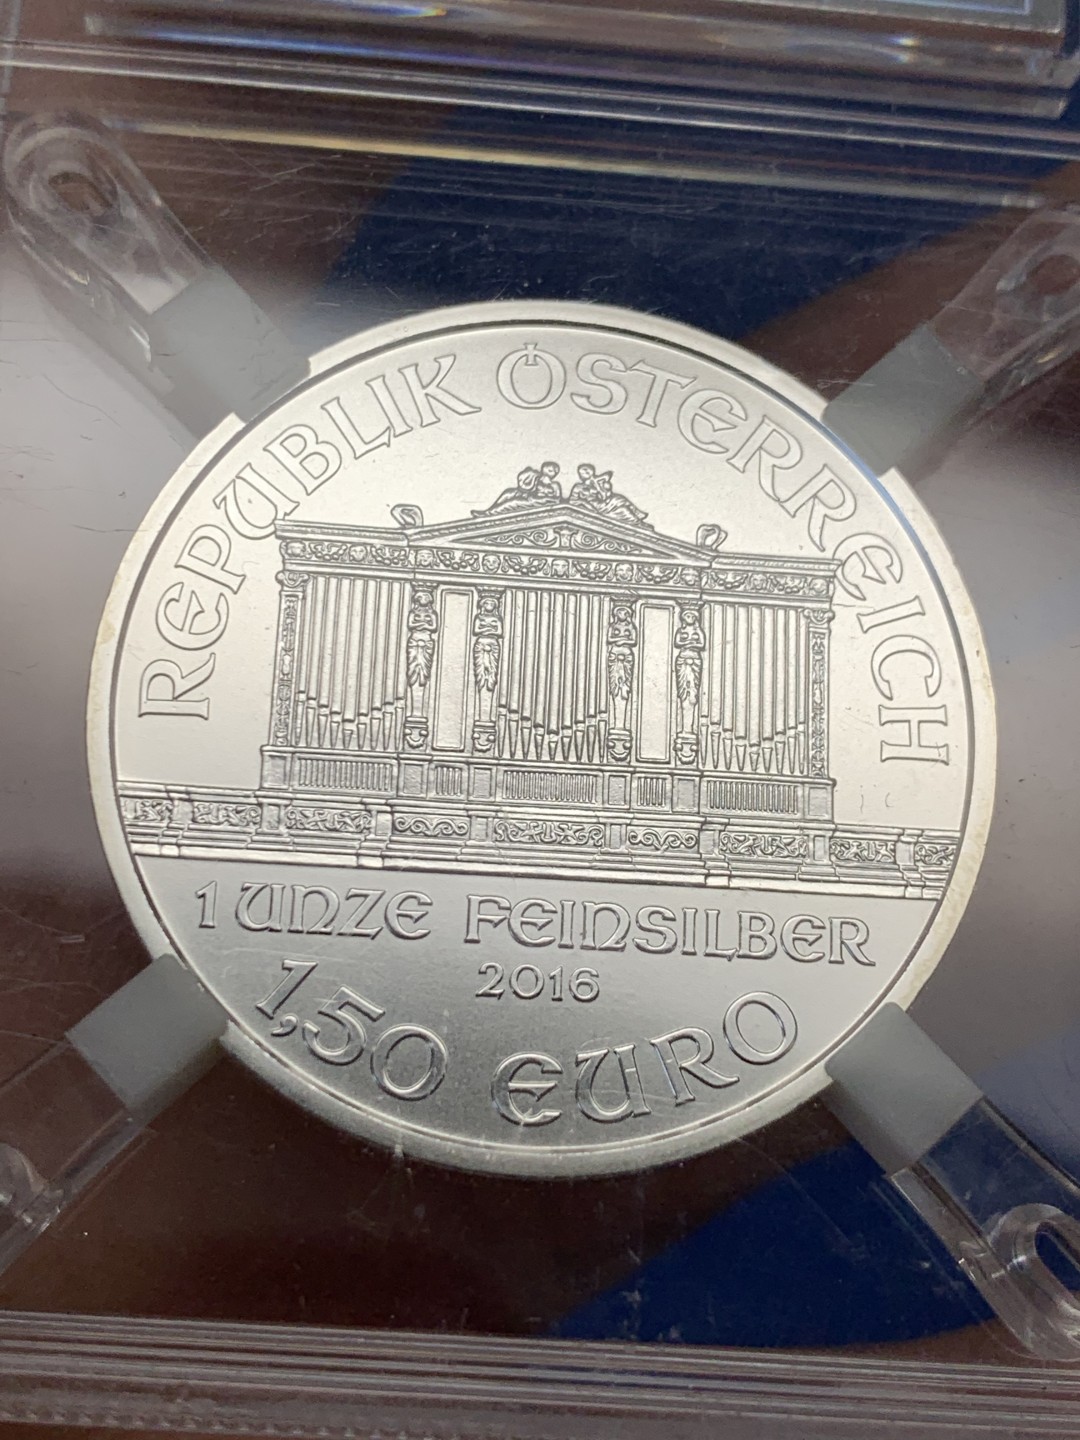 REPUBLIK ÖSTERREICH
1 UNZE FEINSILBER
2016
1,50 EURO